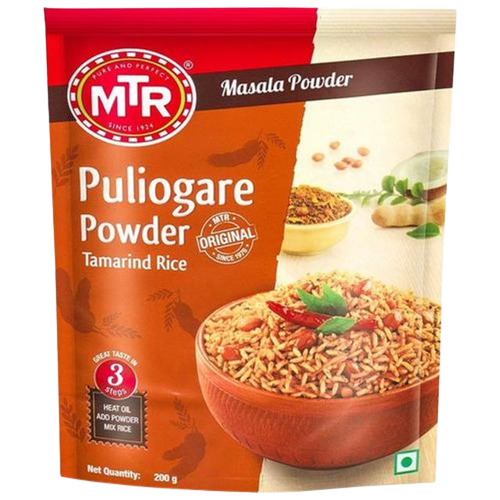 PURE AND PERFECT
MTR
SINCE 1924
Masala Powder
Puliogare
Powder
Tamarind Rice
MTR
ORIGINAL
SINCE 1976
GREAT TASTE IN
3
steps
HEAT OIL
ADD POWDER
MIX RICE
Net Quantity: 200 g